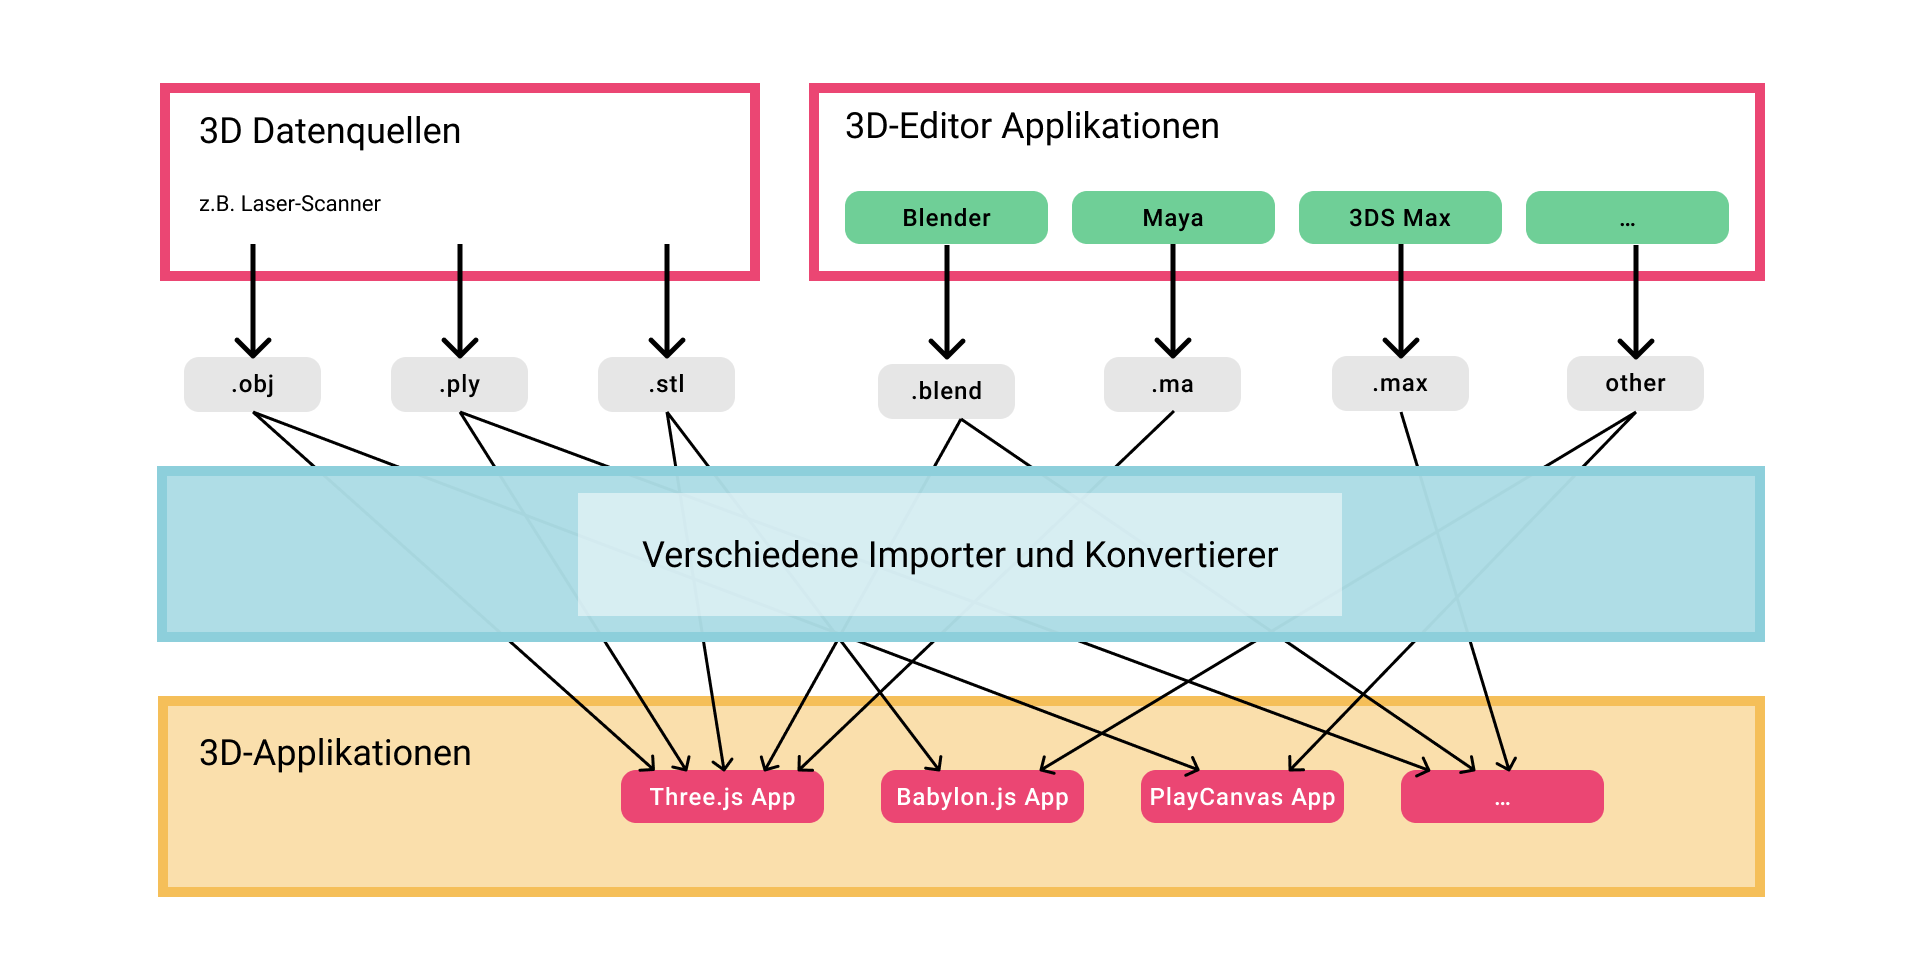 3D Datenquellen
z.B. Laser-Scanner
3D-Editor Applikationen
Blender
Maya
3DS Max
...
.obj
.ply
.stl
.blend
.ma
.max
other
Verschiedene Importer und Konvertierer
3D-Applikationen
Three.js App
Babylon.js App
PlayCanvas App
...